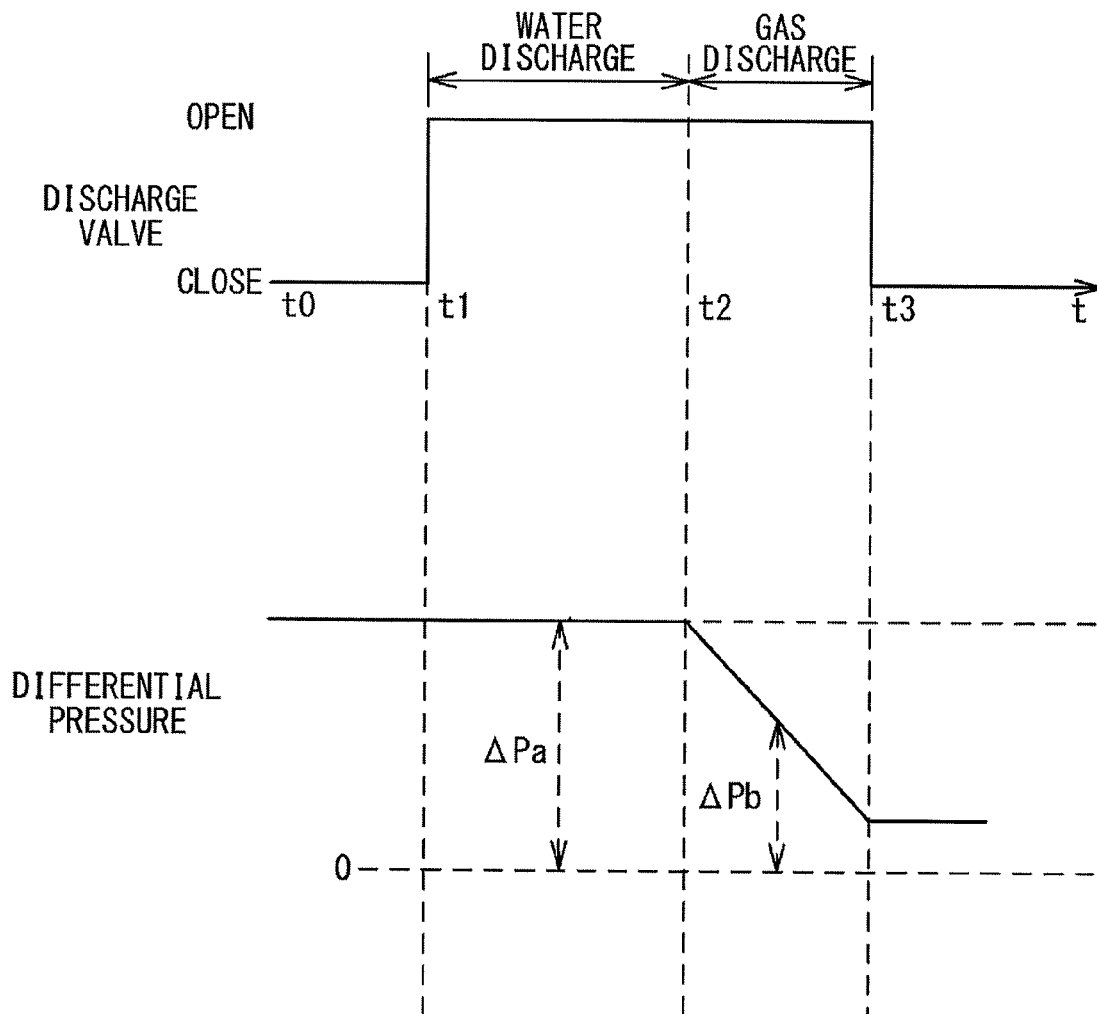 WATER
DISCHARGE
GAS
DISCHARGE
OPEN
DISCHARGE
VALVE
CLOSE
t0
t1
t2
t3
t
DIFFERENTIAL
PRESSURE
ΔPa
ΔPb
0